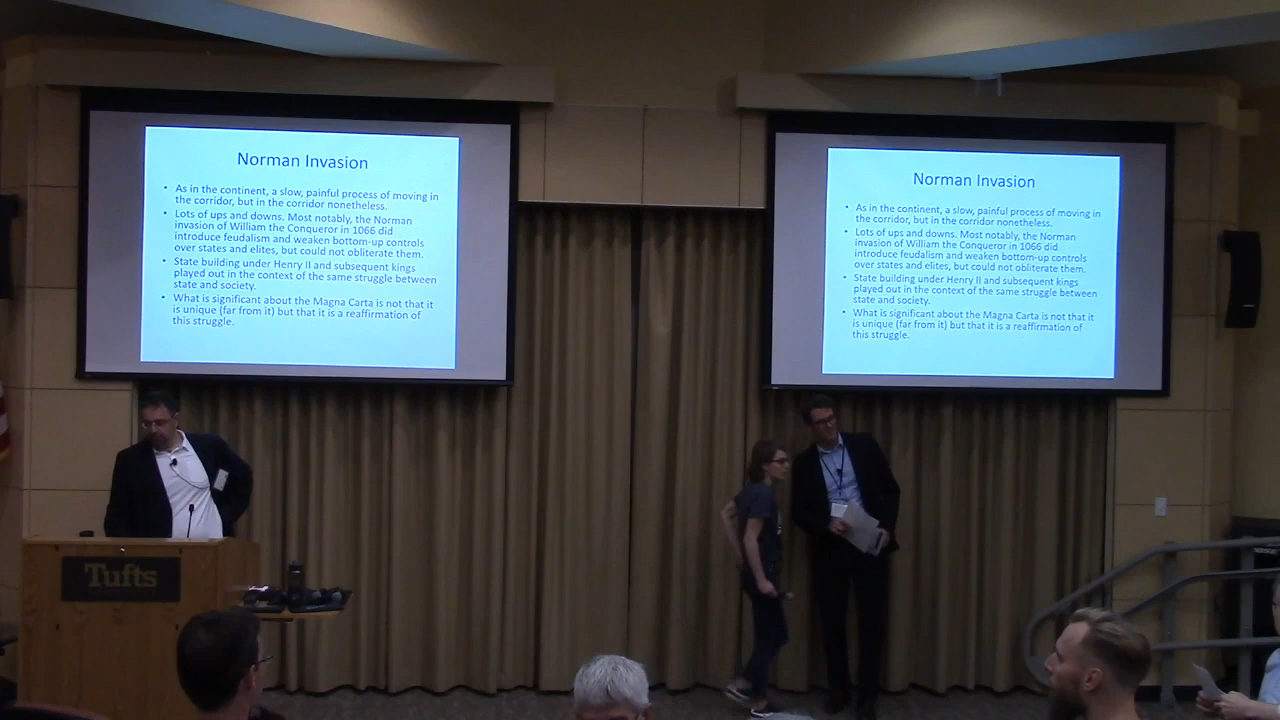 Norman Invasion
• As in the continent, a slow, painful process of moving in
the corridor, but in the corridor nonetheless.
• Lots of ups and downs. Most notably, the Norman
invasion of William the Conqueror in 1066 did
introduce feudalism and weaken bottom-up controls
over states and elites, but could not obliterate them.
• State building under Henry II and subsequent kings
played out in the context of the same struggle between
state and society.
• What is significant about the Magna Carta is not that it
is unique (far from it) but that it is a reaffirmation of
this struggle.
Norman Invasion
• As in the continent, a slow, painful process of moving in
the corridor, but in the corridor nonetheless.
• Lots of ups and downs. Most notably, the Norman
invasion of William the Conqueror in 1066 did
introduce feudalism and weaken bottom-up controls
over states and elites, but could not obliterate them.
• State building under Henry II and subsequent kings
played out in the context of the same struggle between
state and society.
• What is significant about the Magna Carta is not that it
is unique (far from it) but that it is a reaffirmation of
this struggle.
Tufts